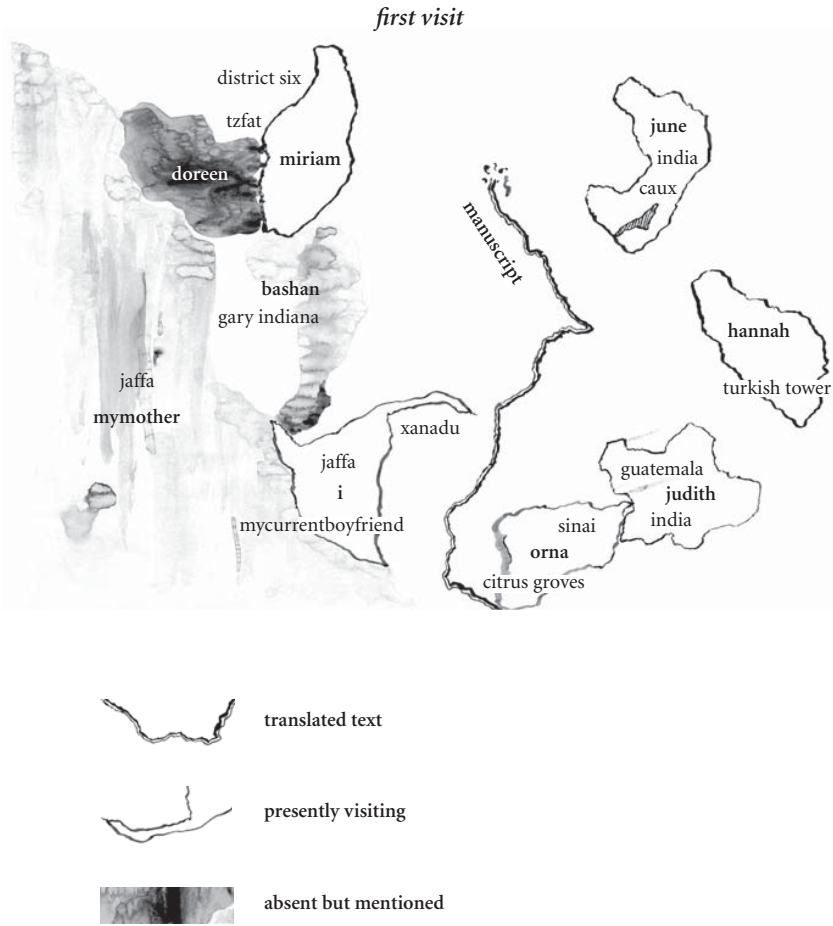 first visit
district six
tzfat
doreen
miriam
june
india
caux
manuscript
bashan
gary indiana
hannah
turkish tower
jaffa
mymother
xanadu
jaffa
i
mycurrentboyfriend
guatemala
judith
india
sinai
orna
citrus groves
translated text
presently visiting
absent but mentioned